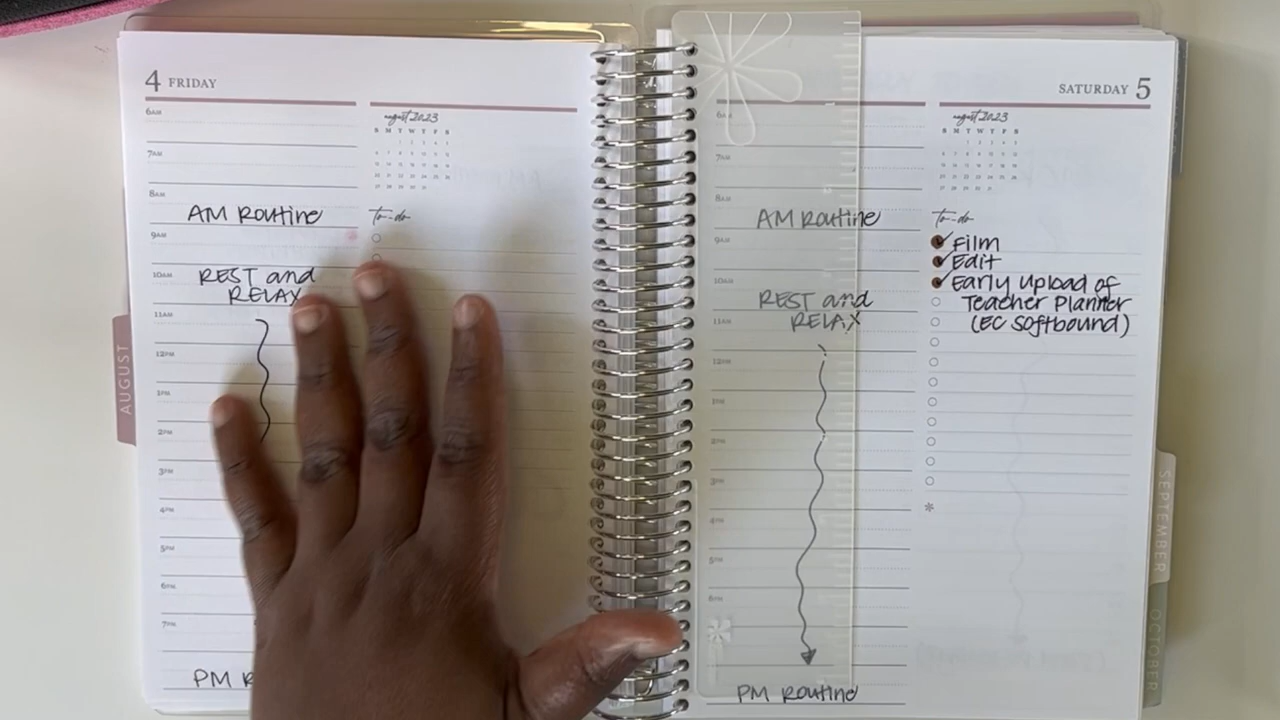 4 FRIDAY
6AM
august 2023
S M T W T F S
7AM
8AM
AM Routine
To-do
9AM
10AM
REST and
RELAX
11AM
12PM
1PM
2PM
3PM
4PM
5PM
6PM
7PM
PM R
AUGUST
SATURDAY 5
6AM
august 2023
S M T W T F S
7AM
8AM
AM Routine
9AM
10AM
REST and
RELAX
11AM
12PM
1PM
2PM
3PM
4PM
5PM
6PM
PM Routine
To-do
Film
Edit
Early Upload of
Teacher Planner
(EC Softbound)
SEPTEMBER
OCTOBER